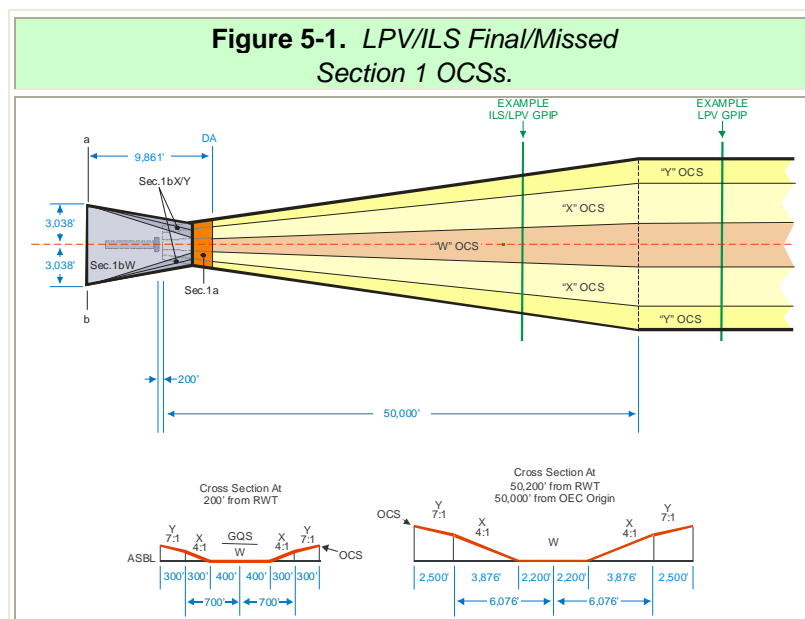 Figure 5-1. LPV/ILS Final/Missed
Section 1 OCSs.
EXAMPLE
ILS/LPV GPIP
EXAMPLE
LPV GPIP
a
DA
9,861'
Sec.1bX/Y
"Y" OCS
"X" OCS
3,038'
"W" OCS
3,038'
Sec.1bW
"X" OCS
Sec.1a
b
"Y" OCS
200'
50,000'
Cross Section At
200' from RWT
Y
7:1
X
4:1
GQS
W
X
4:1
Y
7:1
ASBL
OCS
300'
300'
400'
400'
300'
300'
700'
700'
Cross Section At
50,200' from RWT
50,000' from OEC Origin
OCS
Y
7:1
X
4:1
W
X
4:1
Y
7:1
2,500'
3,876'
2,200'
2,200'
3,876'
2,500'
6,076'
6,076'